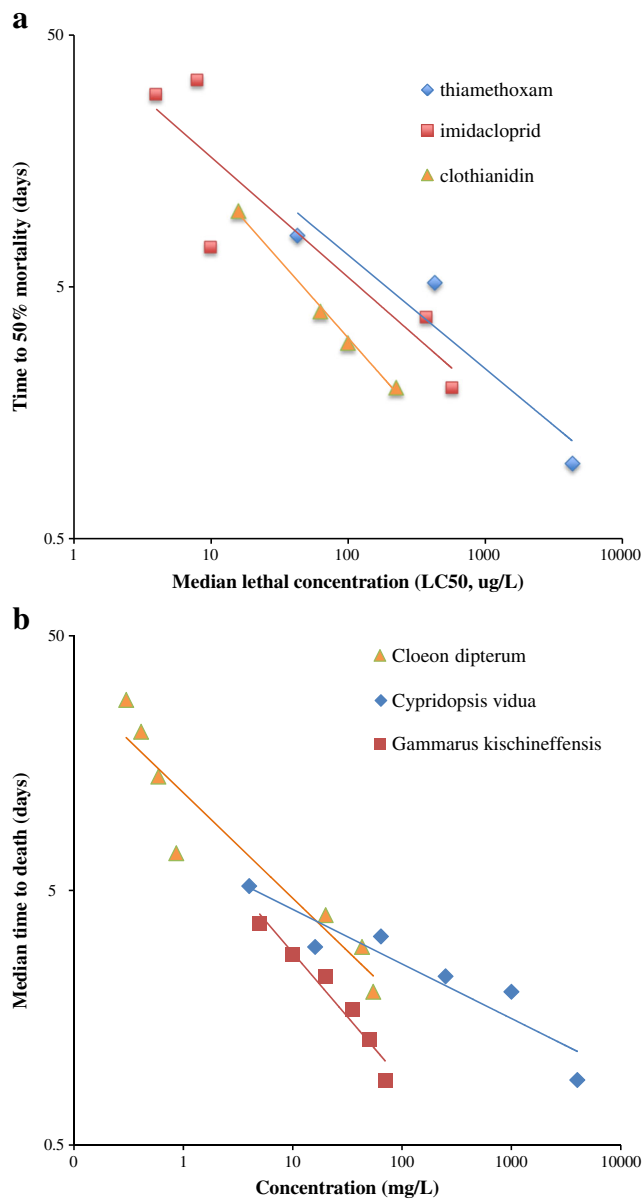 a
50
5
0.5
Time to 50% mortality (days)
thiamethoxam
imidacloprid
clothianidin
1
10
100
1000
10000
Median lethal concentration (LC50, ug/L)
b
50
5
0.5
Median time to death (days)
Cloeon dipterum
Cypridopsis vidua
Gammarus kischineffensis
0
1
10
100
1000
10000
Concentration (mg/L)